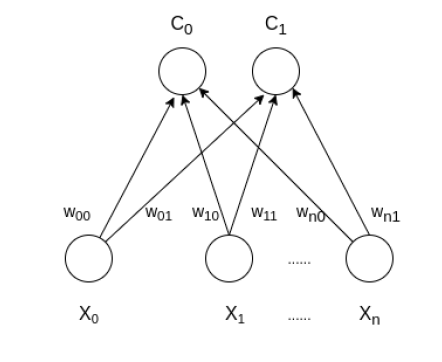 C₀ C₁
w₀₀ w₀₁ w₁₀ w₁₁ wₙ₀ wₙ₁
......
X₀ X₁ ...... Xₙ